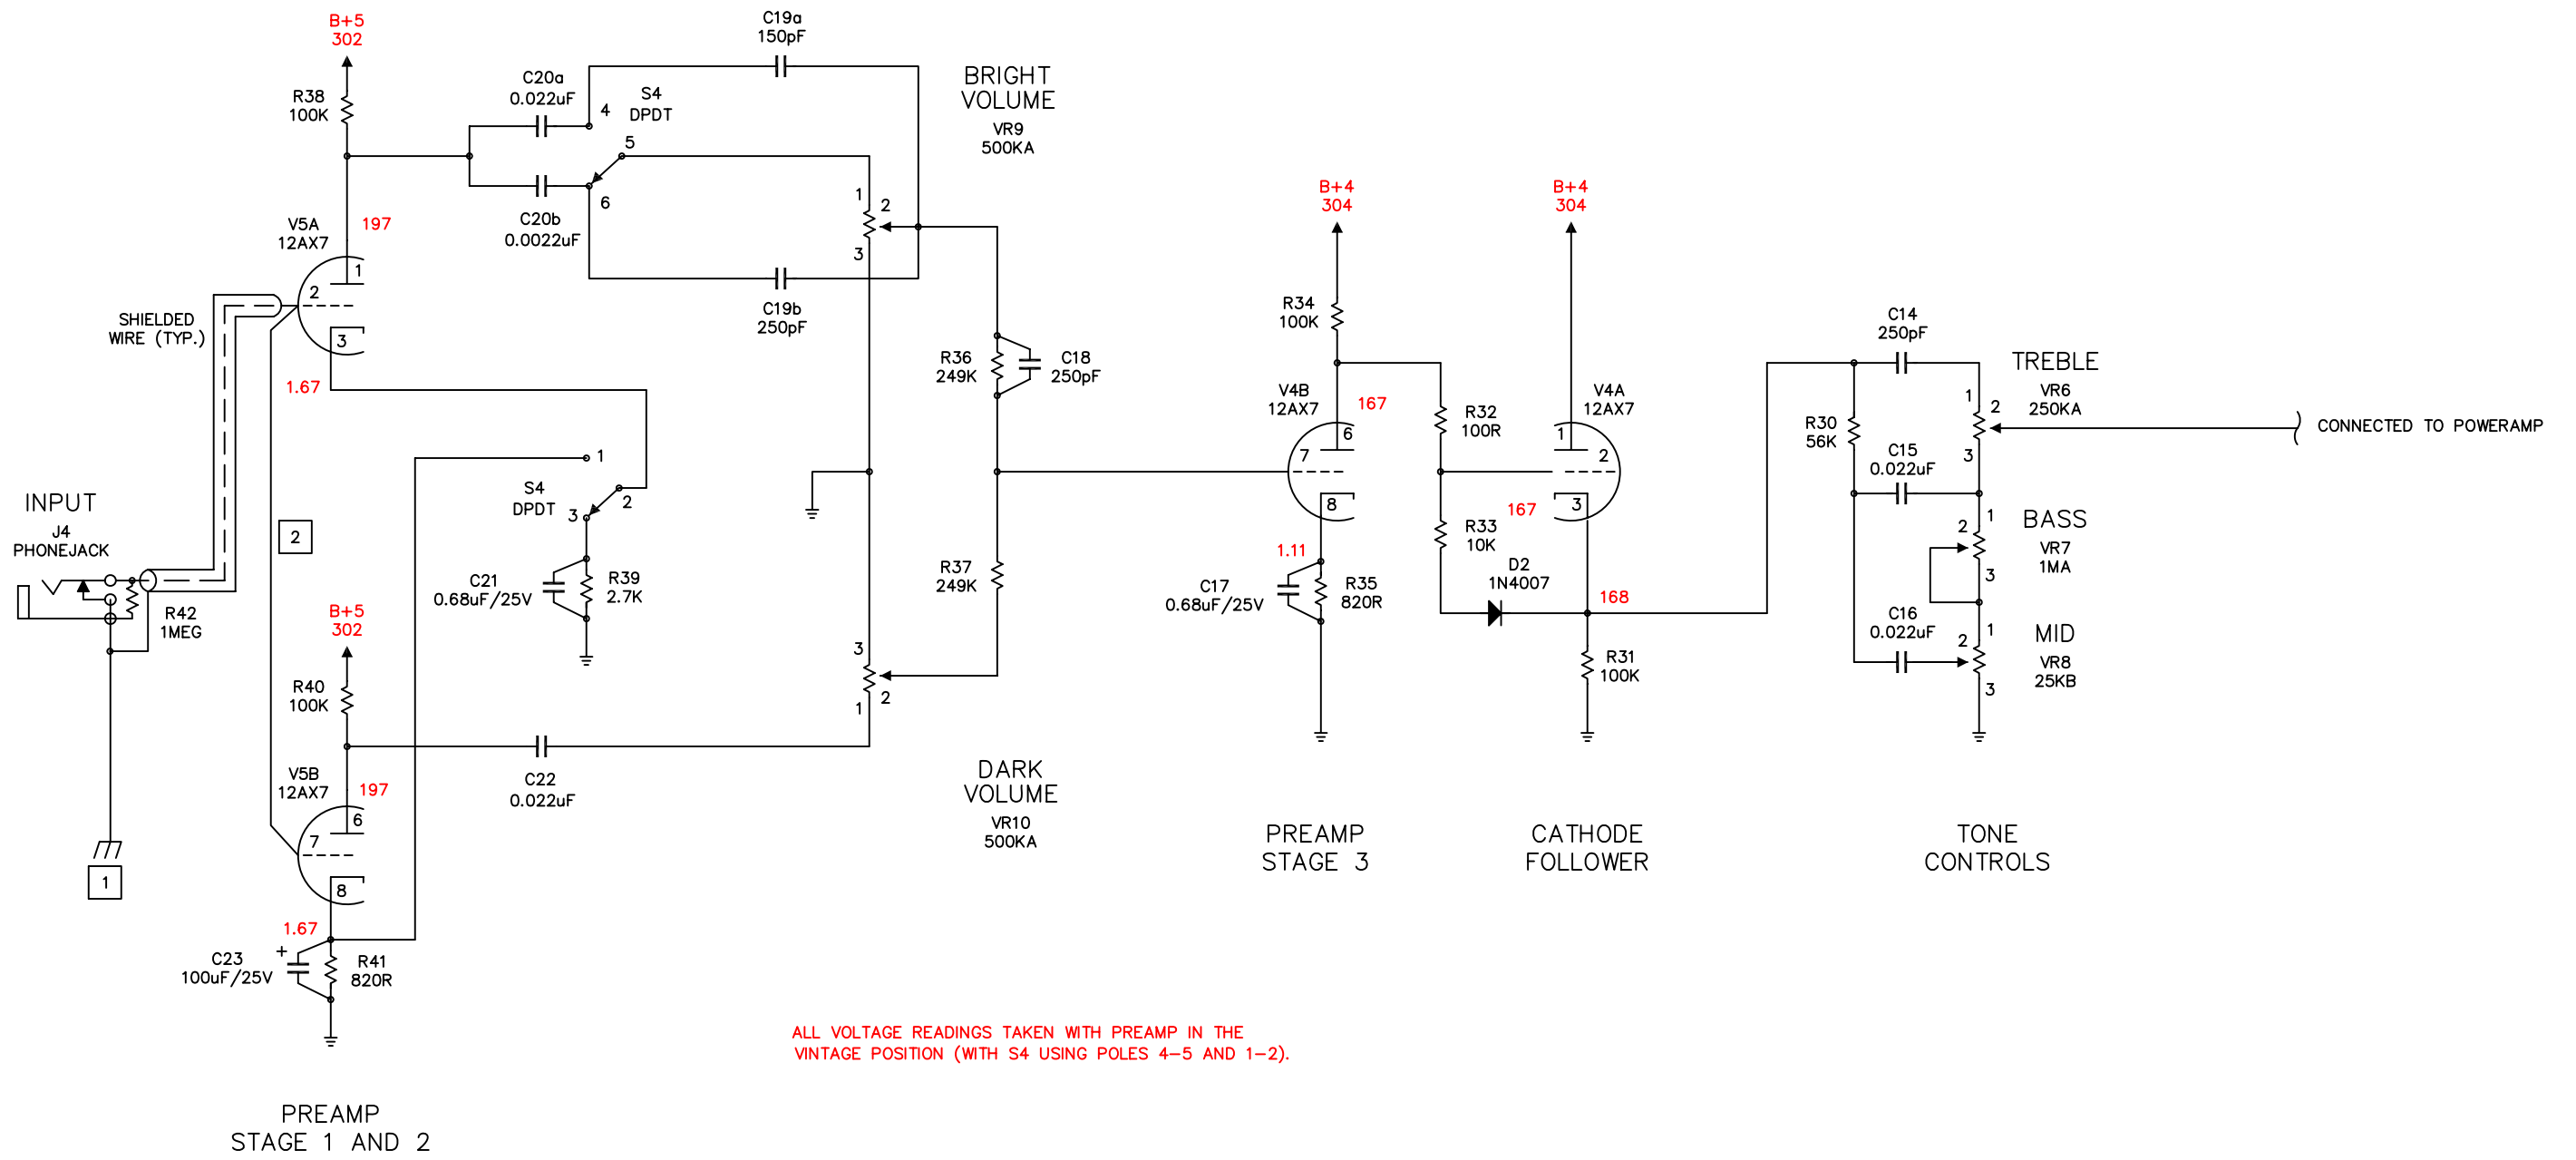 B+5
302
R38
100K
C20a
0.022uF
4
S4
DPDT
5
C19a
150pF
BRIGHT
VOLUME
VR9
500KA
6
C20b
0.0022uF
1
2
3
C19b
250pF
V5A
12AX7
197
1
2
3
SHIELDED
WIRE (TYP.)
1.67
R36
249K
C18
250pF
B+4
304
R34
100K
V4B
12AX7
167
6
7
8
R32
100R
B+4
304
V4A
12AX7
1
2
3
167
C14
250pF
TREBLE
VR6
250KA
1
2
3
CONNECTED TO POWERAMP
R30
56K
C15
0.022uF
BASS
VR7
1MA
1
2
3
C16
0.022uF
MID
VR8
25KB
1
2
3
INPUT
J4
PHONEJACK
R42
1MEG
2
1
S4
DPDT
1
2
3
C21
0.68uF/25V
R39
2.7K
R37
249K
1.11
C17
0.68uF/25V
R35
820R
R33
10K
D2
1N4007
168
R31
100K
B+5
302
R40
100K
3
2
1
V5B
12AX7
197
6
7
8
C22
0.022uF
DARK
VOLUME
VR10
500KA
1.67
+
C23
100uF/25V
R41
820R
PREAMP
STAGE 3
CATHODE
FOLLOWER
TONE
CONTROLS
ALL VOLTAGE READINGS TAKEN WITH PREAMP IN THE
VINTAGE POSITION (WITH S4 USING POLES 4-5 AND 1-2).
PREAMP
STAGE 1 AND 2